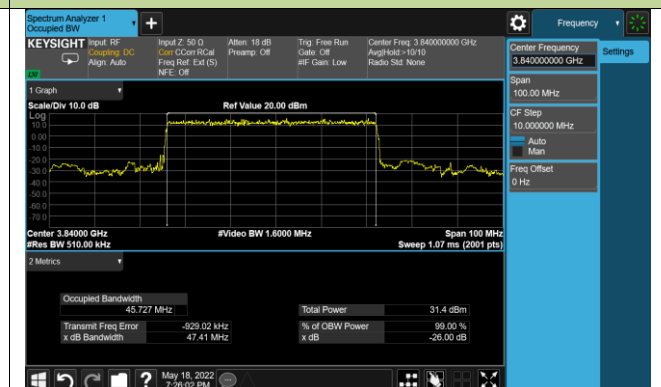 Spectrum Analyzer 1
Occupied BW
Frequency
KEYSIGHT Input: RF Input Z: 50 Ω Atten: 18 dB Trig: Free Run Center Freq: 3.840000000 GHz
Coupling: DC Corr CCorr RCal Preamp: Off Gate: Off Avg|Hold:>10/10
Align: Auto Freq Ref: Ext (S) #IF Gain: Low Radio Std: None
NFE: Off
Center Frequency
3.840000000 GHz
Settings
Span
100.00 MHz
CF Step
10.000000 MHz
Auto
Man
Freq Offset
0 Hz
1 Graph
Scale/Div 10.0 dB Ref Value 20.00 dBm
Log
10.0
0.00
-10.0
-20.0
-30.0
-40.0
-50.0
-60.0
-70.0
Center 3.84000 GHz #Video BW 1.6000 MHz Span 100 MHz
#Res BW 510.00 kHz Sweep 1.07 ms (2001 pts)
2 Metrics
Occupied Bandwidth
45.727 MHz Total Power 31.4 dBm
Transmit Freq Error -929.02 kHz % of OBW Power 99.00 %
x dB Bandwidth 47.41 MHz x dB -26.00 dB
May 18, 2022
7:26:02 PM